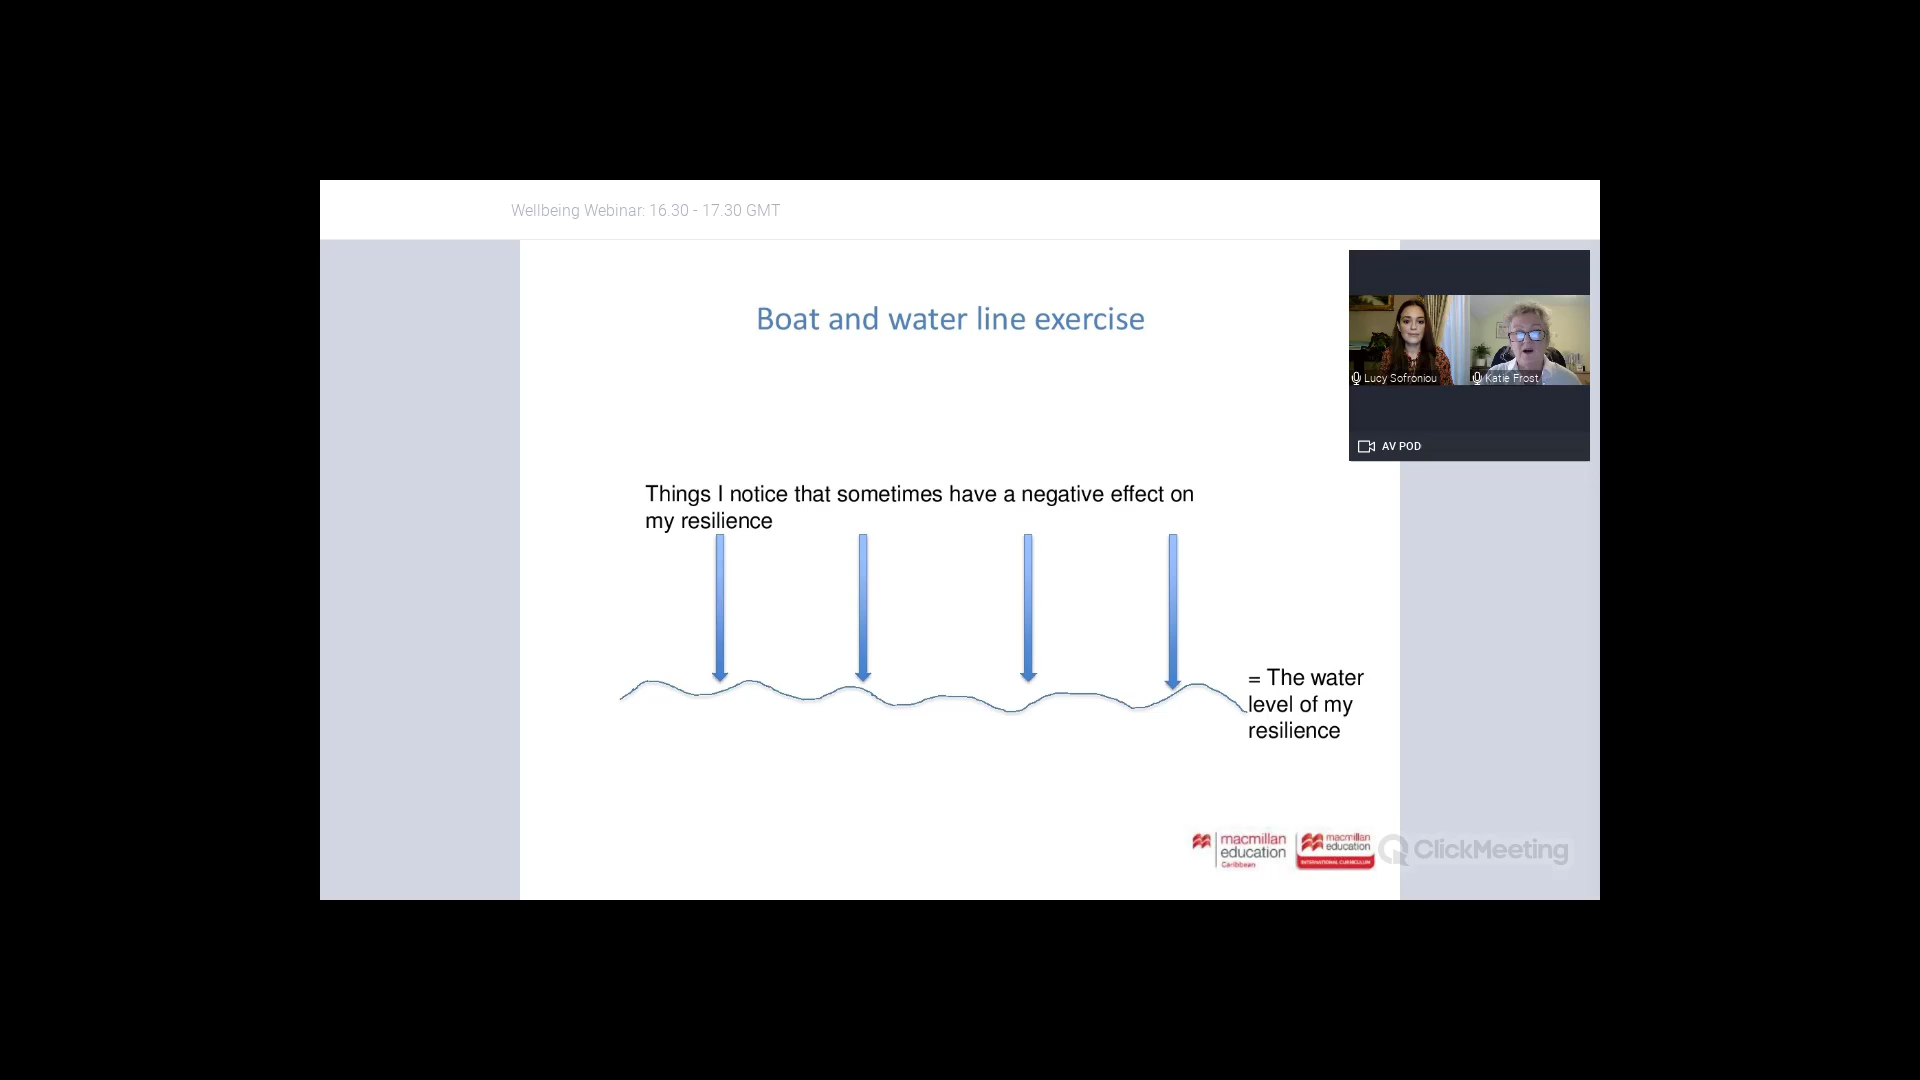 Wellbeing Webinar: 16.30 - 17.30 GMT
Boat and water line exercise
Lucy Sofroniou
Katie Frost
AV POD
Things I notice that sometimes have a negative effect on
my resilience
= The water
level of my
resilience
macmillan
education
Caribbean
macmillan
education
INTERNATIONAL CURRICULUM
ClickMeeting